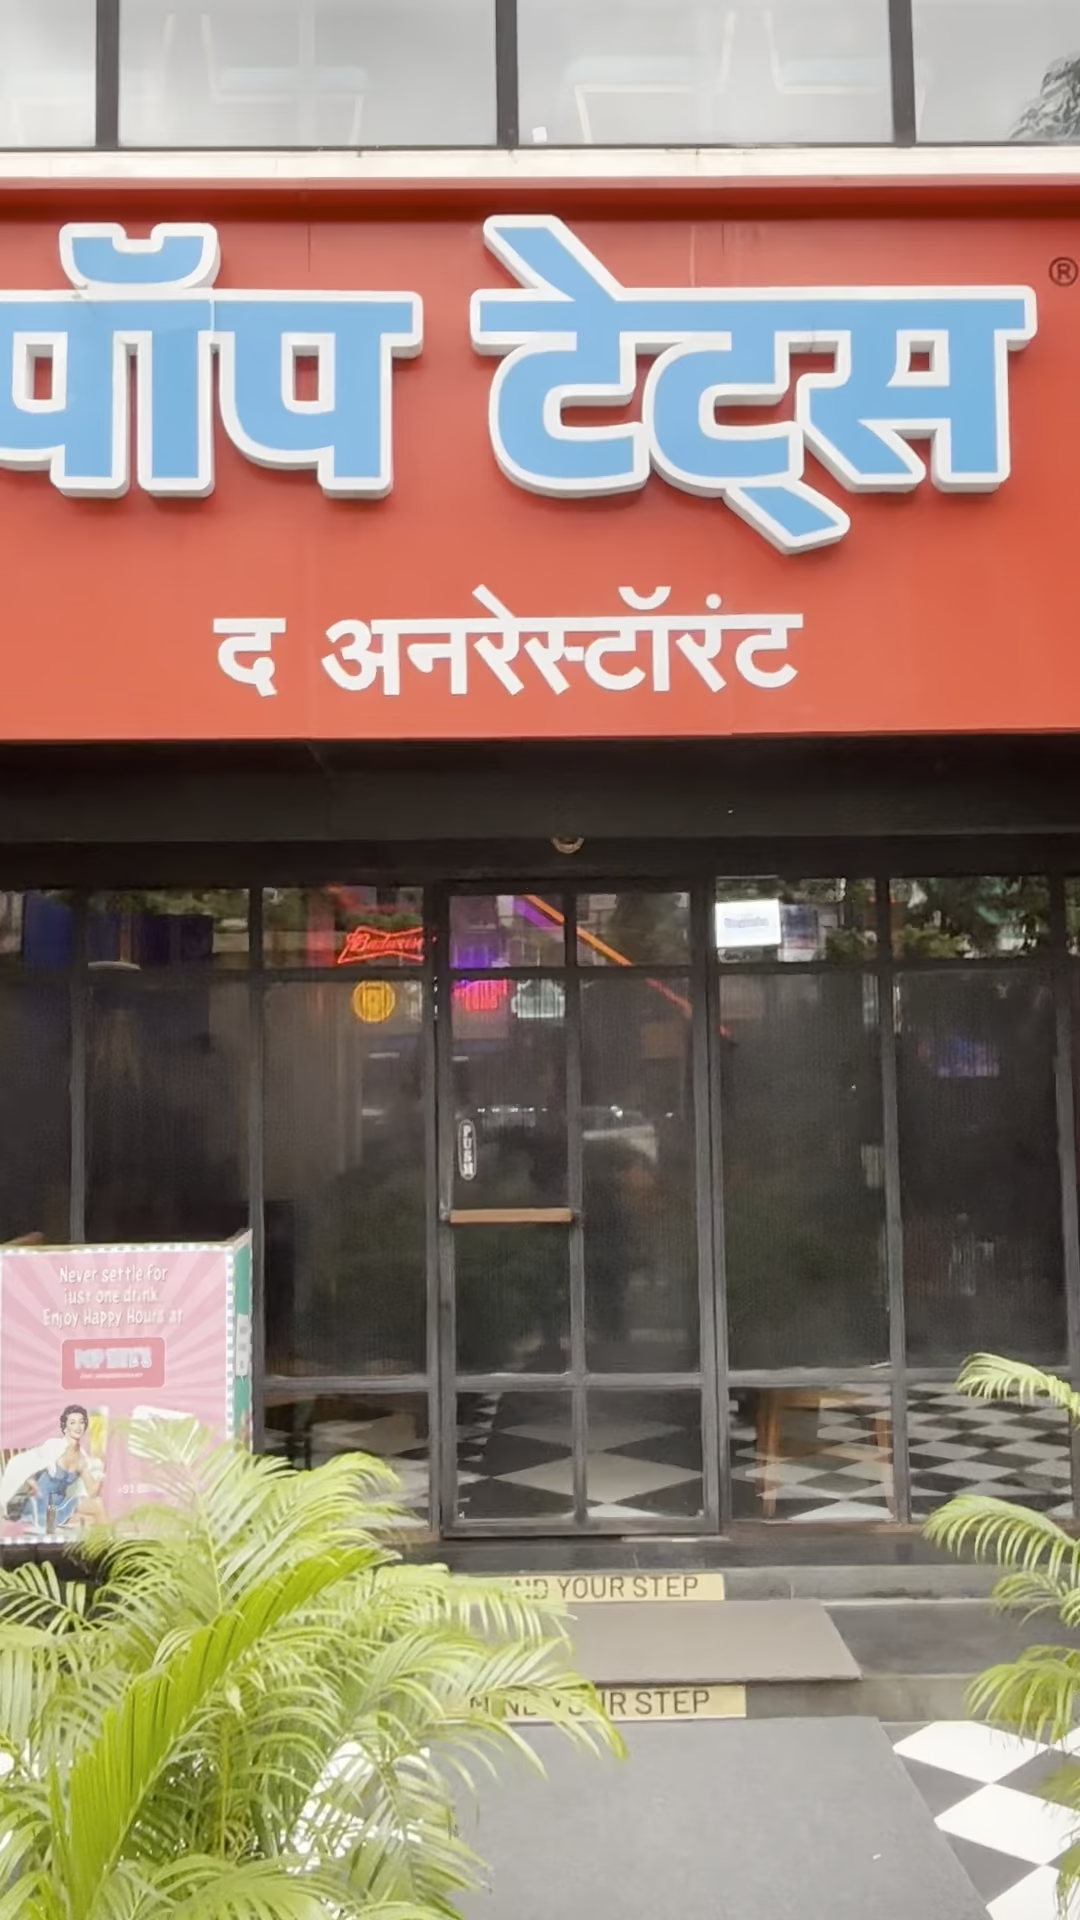 पॉप टेट्स ®
द अनरेस्टॉरंट
Budweiser
PUSH
Never settle for
just one drink
Enjoy Happy Hours at
POP TATE'S
ND YOUR STEP
MIND YOUR STEP